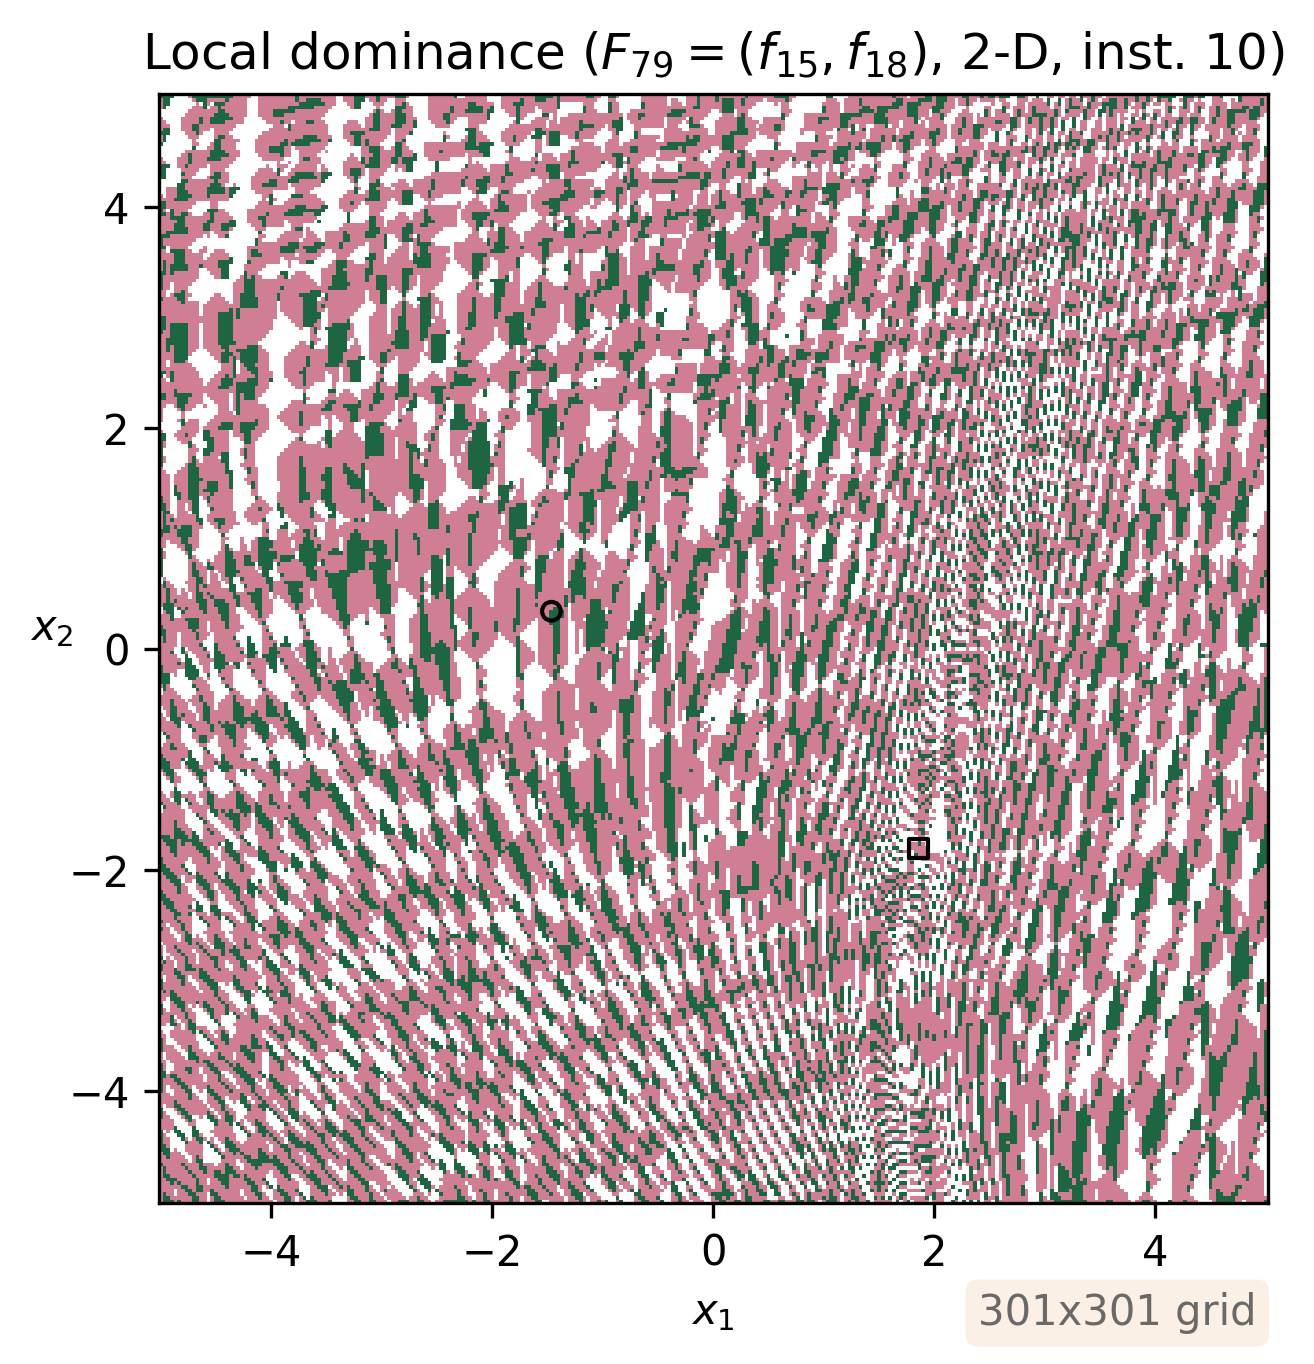 Local dominance (F₇₉ = (f₁₅, f₁₈), 2-D, inst. 10)
4
2
0
−2
−4
x₂
−4 −2 0 2 4
x₁
301x301 grid